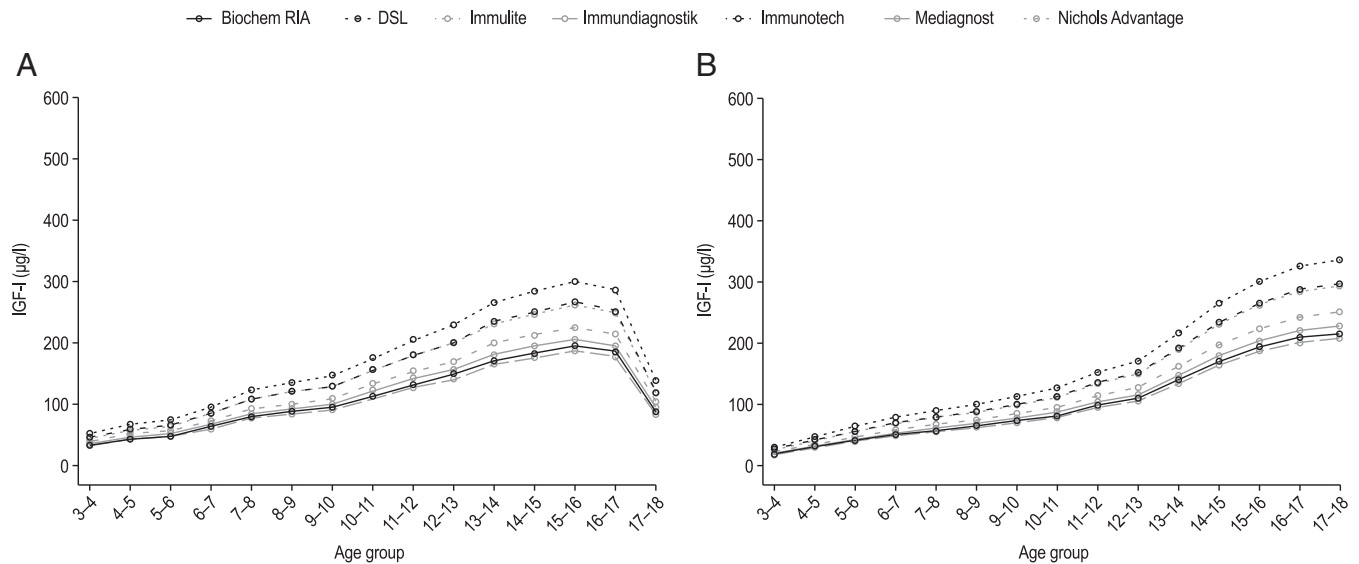 Biochem RIA DSL Immulite Immundiagnostik Immunotech Mediagnost Nichols Advantage
A
600
500
400
300
200
100
0
IGF-I (µg/l)
3–4 4–5 5–6 6–7 7–8 8–9 9–10 10–11 11–12 12–13 13–14 14–15 15–16 16–17 17–18
Age group
B
600
500
400
300
200
100
0
IGF-I (µg/l)
3–4 4–5 5–6 6–7 7–8 8–9 9–10 10–11 11–12 12–13 13–14 14–15 15–16 16–17 17–18
Age group